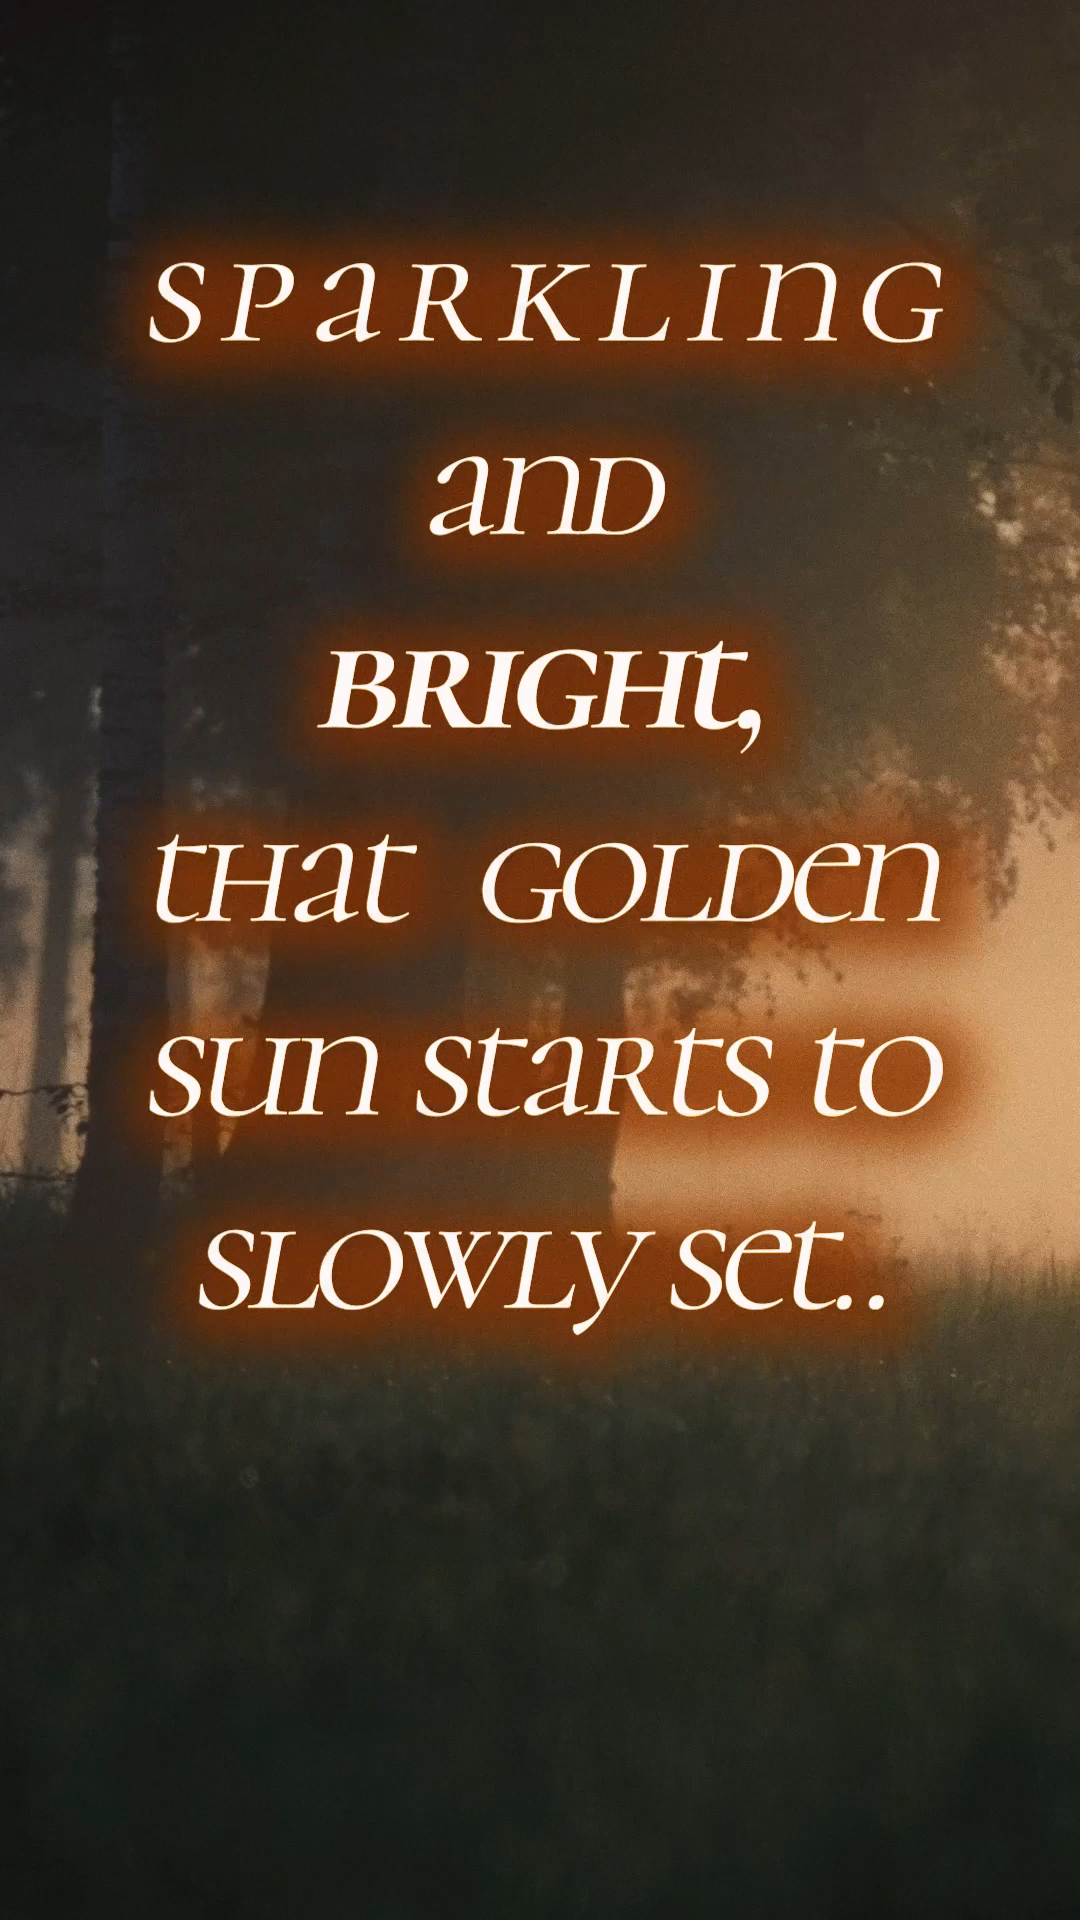 SPARKLING
AND
BRIGHT,
THAT GOLDEN
SUN STARTS TO
SLOWLY SET..